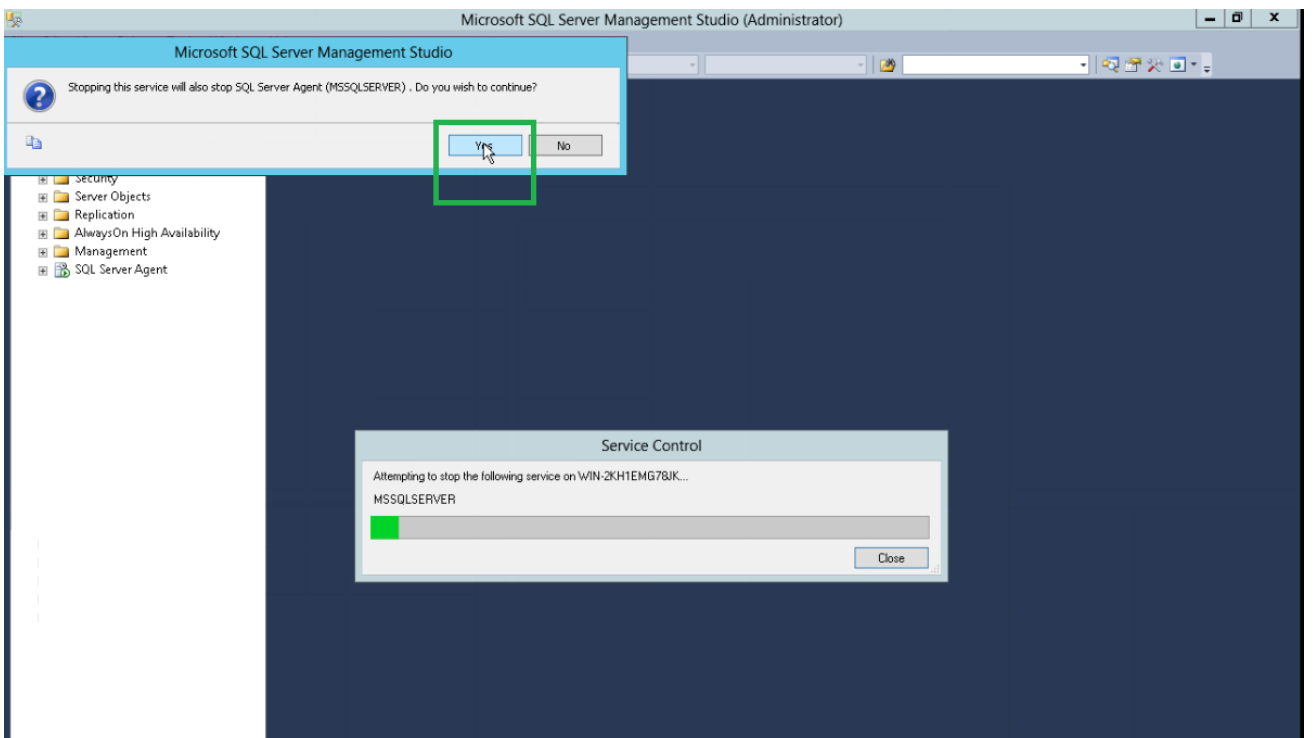 Microsoft SQL Server Management Studio (Administrator)
Microsoft SQL Server Management Studio
Stopping this service will also stop SQL Server Agent (MSSQLSERVER) . Do you wish to continue?
Yes
No
Security
Server Objects
Replication
AlwaysOn High Availability
Management
SQL Server Agent
Service Control
Attempting to stop the following service on WIN-2KH1EMG78JK...
MSSQLSERVER
Close